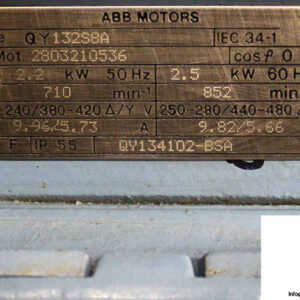 ABB MOTORS
e QY132S8A IEC 34-1
Mot. 2803210536 cosφ 0
2.2 kW 50 Hz 2.5 kW 60 H
710 min⁻¹ 852 min
240/380-420 Δ/Y V 250-280/440-480
9.96/5.73 A 9.82/5.66
F IP 55 QY134102-BSA